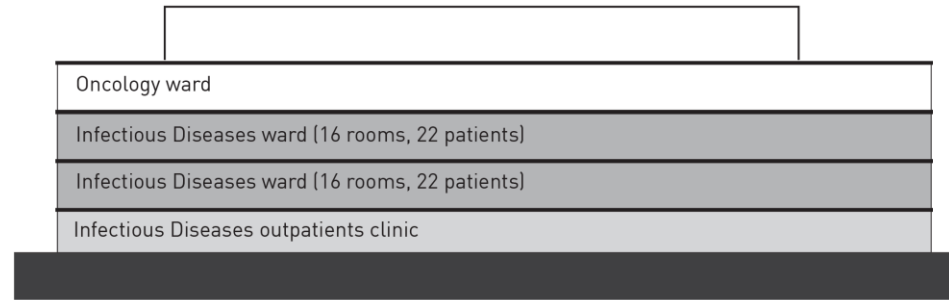 Oncology ward
Infectious Diseases ward (16 rooms, 22 patients)
Infectious Diseases ward (16 rooms, 22 patients)
Infectious Diseases outpatients clinic